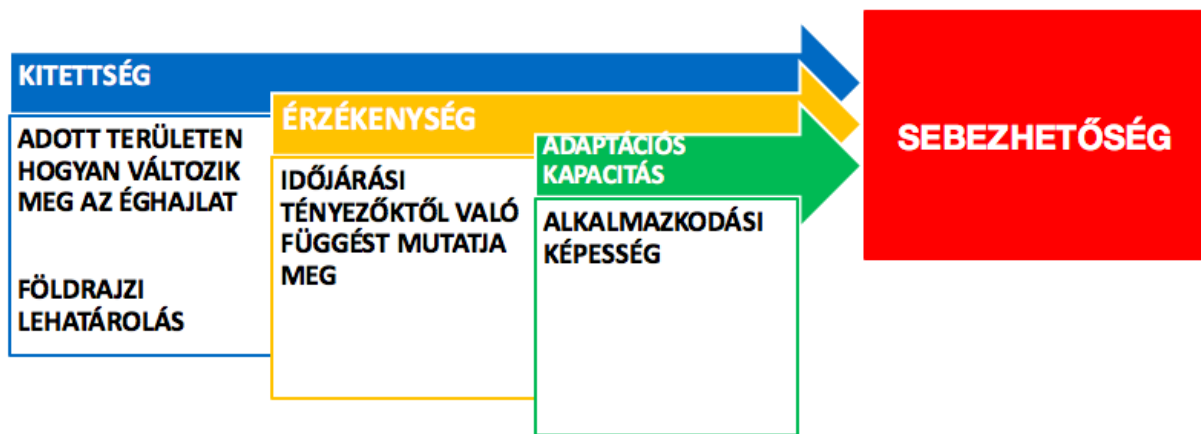 KITETTSÉG
ADOTT TERÜLETEN
HOGYAN VÁLTOZIK
MEG AZ ÉGHAJLAT
FÖLDRAJZI
LEHATÁROLÁS
ÉRZÉKENYSÉG
IDŐJÁRÁSI
TÉNYEZŐKTŐL VALÓ
FÜGGÉST MUTATJA
MEG
ADAPTÁCIÓS
KAPACITÁS
ALKALMAZKODÁSI
KÉPESSÉG
SEBEZHETŐSÉG